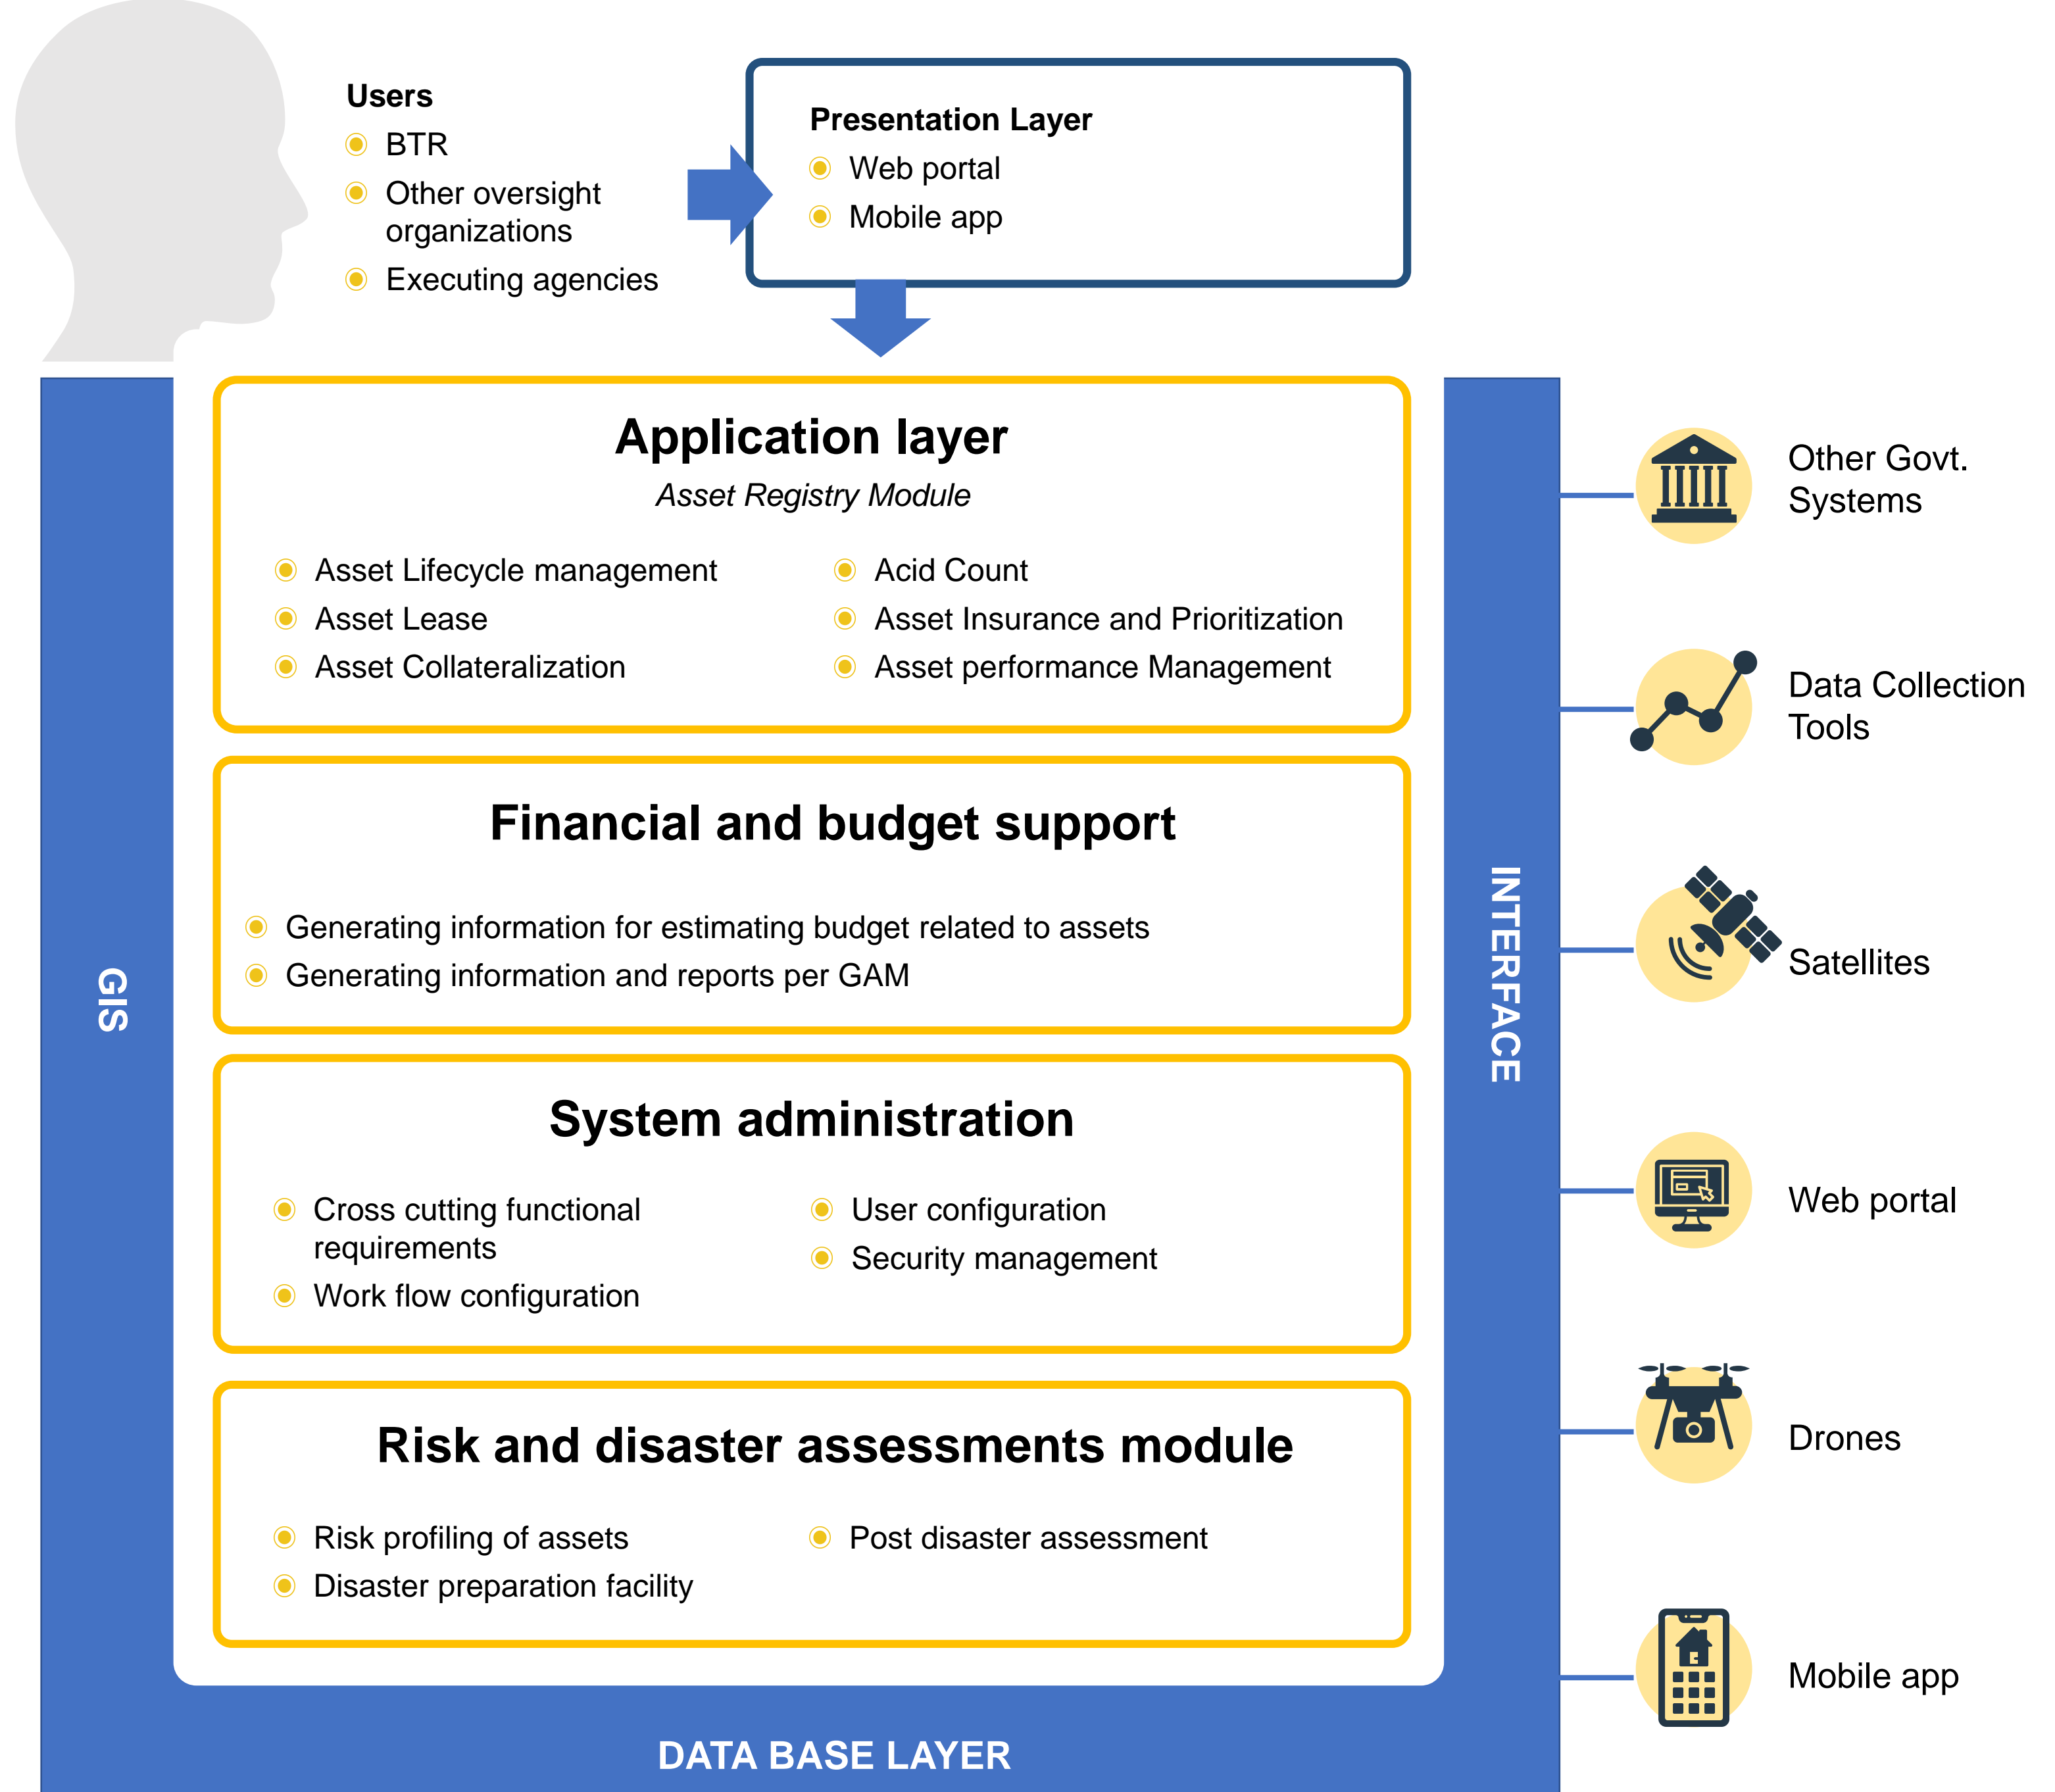 Users
BTR
Other oversight
organizations
Executing agencies
Presentation Layer
Web portal
Mobile app
Application layer
Asset Registry Module
Asset Lifecycle management
Asset Lease
Asset Collateralization
Acid Count
Asset Insurance and Prioritization
Asset performance Management
Financial and budget support
Generating information for estimating budget related to assets
Generating information and reports per GAM
System administration
Cross cutting functional
requirements
Work flow configuration
User configuration
Security management
Risk and disaster assessments module
Risk profiling of assets
Disaster preparation facility
Post disaster assessment
GIS
INTERFACE
DATA BASE LAYER
Other Govt.
Systems
Data Collection
Tools
Satellites
Web portal
Drones
Mobile app